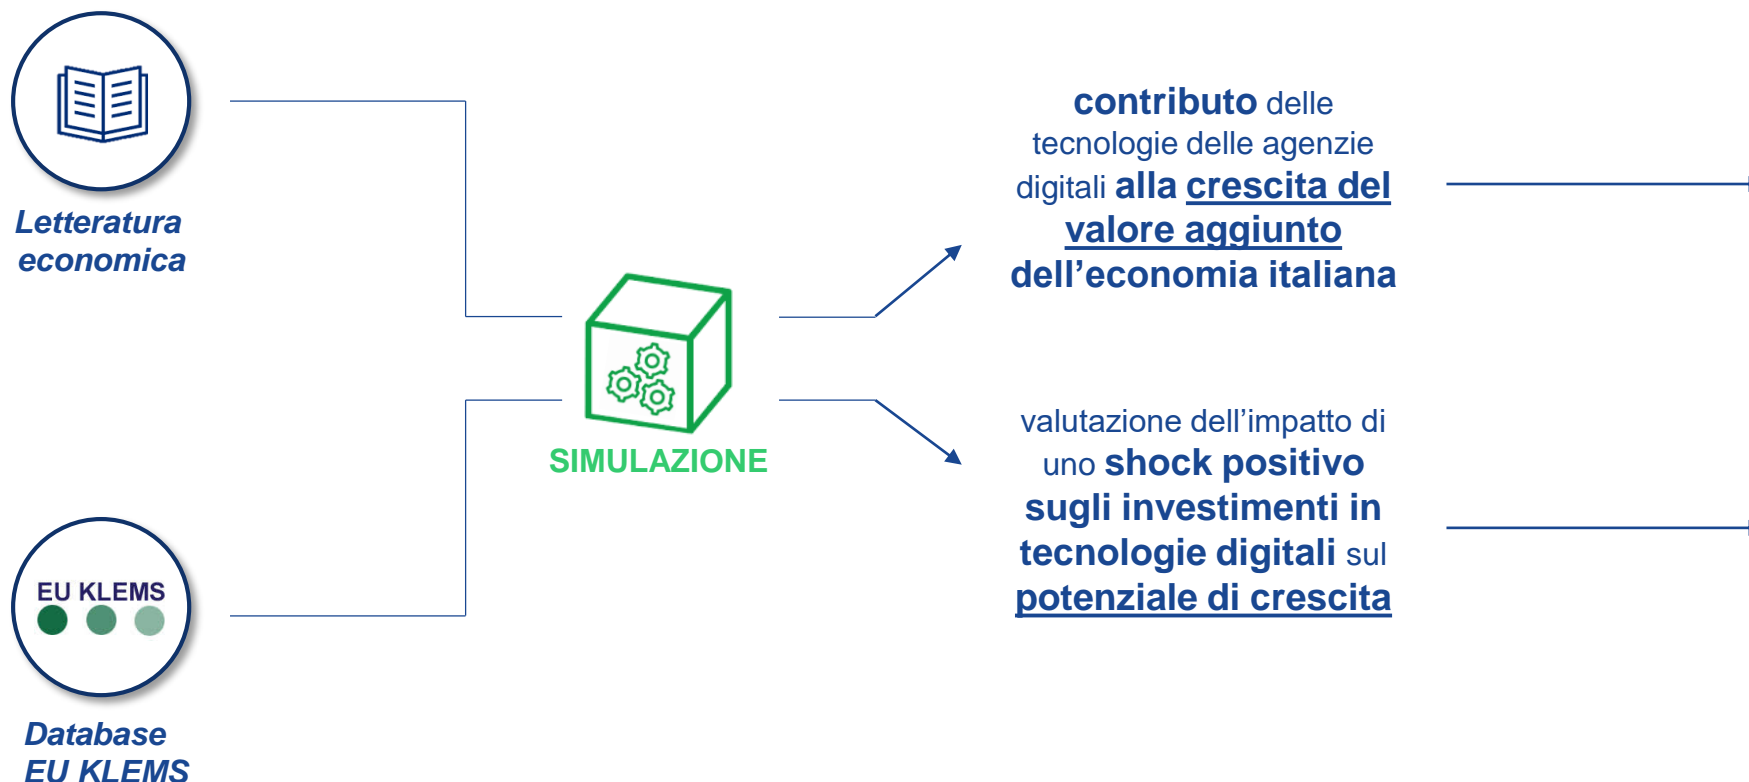 Letteratura
economica
EU KLEMS
Database
EU KLEMS
SIMULAZIONE
contributo delle
tecnologie delle agenzie
digitali alla crescita del
valore aggiunto
dell’economia italiana
valutazione dell’impatto di
uno shock positivo
sugli investimenti in
tecnologie digitali sul
potenziale di crescita